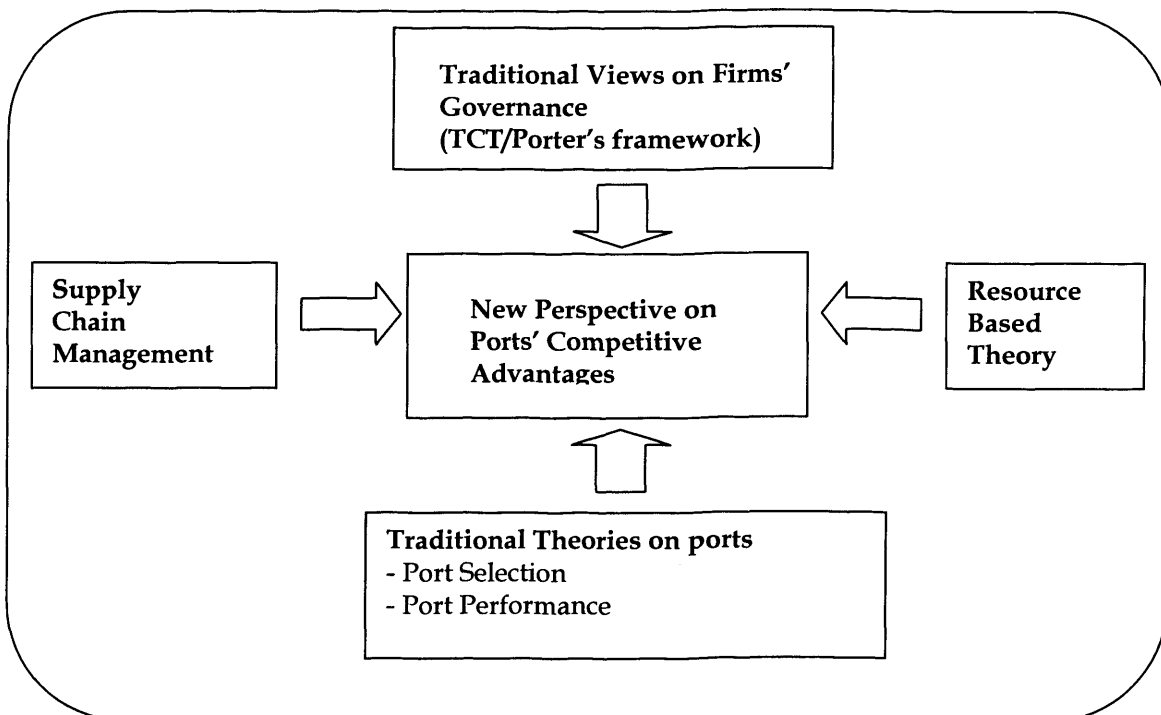 Traditional Views on Firms'
Governance
(TCT/Porter's framework)
Supply
Chain
Management
New Perspective on
Ports' Competitive
Advantages
Resource
Based
Theory
Traditional Theories on ports
- Port Selection
- Port Performance